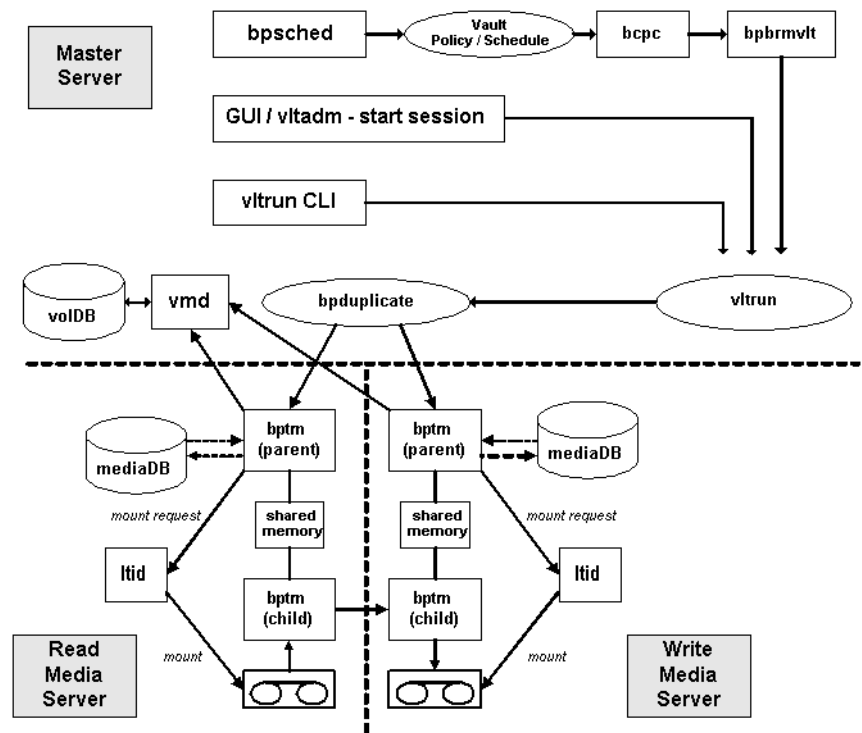 Master
Server
bpsched
Vault
Policy / Schedule
bcpc
bpbrmvlt
GUI / vltadm - start session
vltrun CLI
volDB
vmd
bpduplicate
vltrun
mediaDB
bptm
(parent)
bptm
(parent)
mediaDB
mount request
shared
memory
shared
memory
mount request
ltid
bptm
(child)
bptm
(child)
ltid
Read
Media
Server
mount
mount
Write
Media
Server